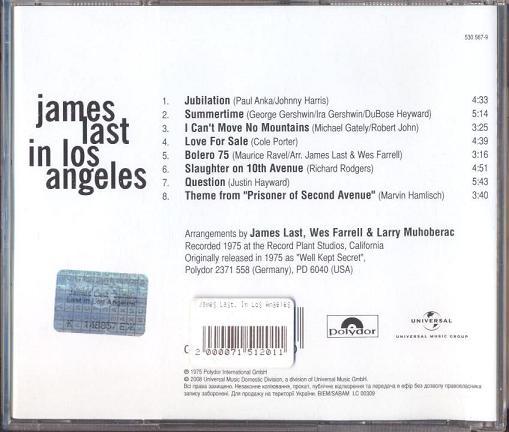 530 567-9
james
last
in los
angeles
1. Jubilation (Paul Anka/Johnny Harris) 4:33
2. Summertime (George Gershwin/Ira Gershwin/DuBose Heyward) 5:14
3. I Can't Move No Mountains (Michael Gately/Robert John) 3:25
4. Love For Sale (Cole Porter) 4:39
5. Bolero 75 (Maurice Ravel/Arr. James Last & Wes Farrell) 3:16
6. Slaughter on 10th Avenue (Richard Rodgers) 4:51
7. Question (Justin Hayward) 5:43
8. Theme from "Prisoner of Second Avenue" (Marvin Hamlisch) 3:40
Arrangements by James Last, Wes Farrell & Larry Muhoberac
Recorded 1975 at the Record Plant Studios, California
Originally released in 1975 as "Well Kept Secret",
Polydor 2371 558 (Germany), PD 6040 (USA)
James Last
Last in Los Angeles
James Last. In Los Angeles
2 000071 512011
polydor
UNIVERSAL
UNIVERSAL MUSIC GROUP
℗ 1975 Polydor International GmbH
© 2008 Universal Music Domestic Division, a division of Universal Music GmbH.
Всі права захищено. Незаконне копіювання, прокат, публічне відтворення та передача в ефір без дозволу правовласника
запису заборонені. Для продажу на території України. BIEM/SABAM LC 00309